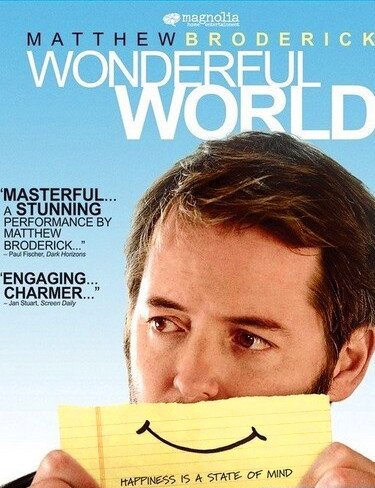 magnolia
home entertainment
MATTHEW BRODERICK
WONDERFUL
WORLD
"MASTERFUL...
A STUNNING
PERFORMANCE BY
MATTHEW
BRODERICK..."
– Paul Fischer, Dark Horizons
"ENGAGING...
CHARMER..."
– Jan Stuart, Screen Daily
HAPPINESS IS A STATE OF MIND